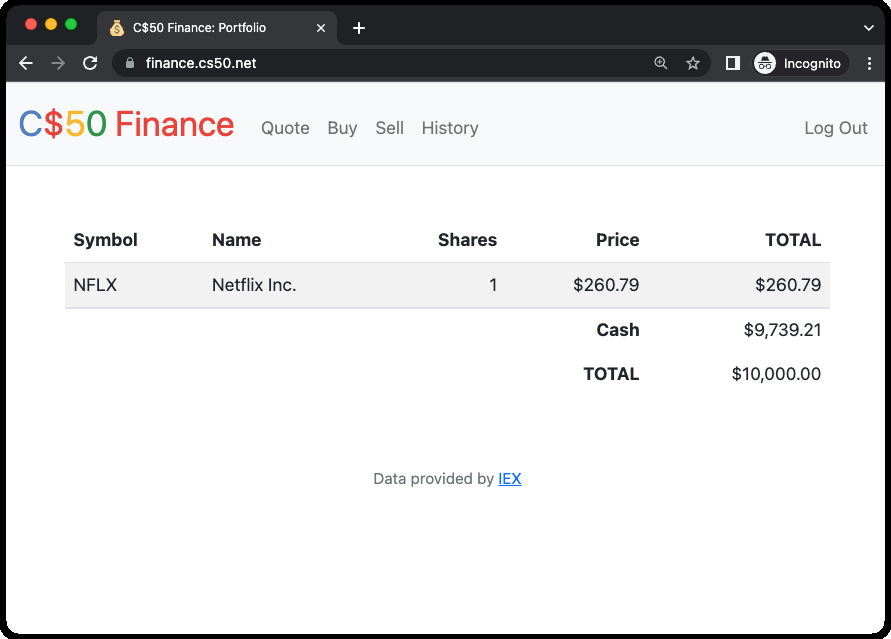 C$50 Finance: Portfolio
finance.cs50.net Incognito
C$50 Finance Quote Buy Sell History Log Out
Symbol Name Shares Price TOTAL
NFLX Netflix Inc. 1 $260.79 $260.79
Cash $9,739.21
TOTAL $10,000.00
Data provided by IEX